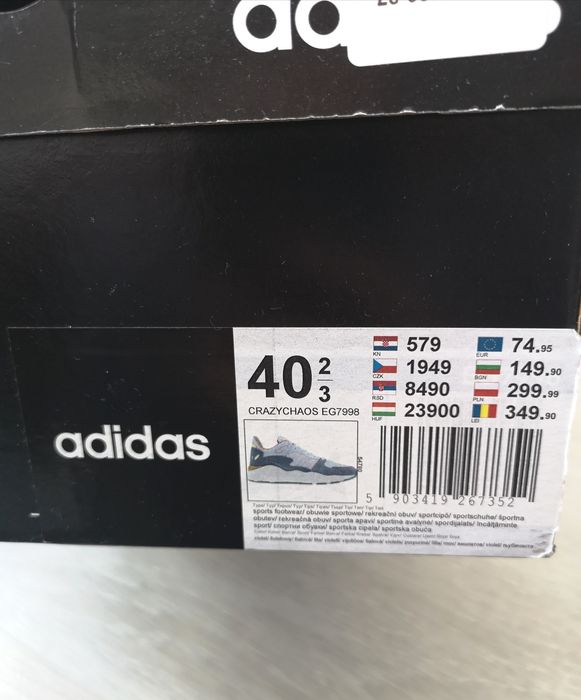 adidas
40 2/3
CRAZYCHAOS EG7998
KN 579
CZK 1949
RSD 8490
HUF 23900
EUR 74.95
BGN 149.90
PLN 299.99
LEI 349.90
adidas
5 903419 267352
sports footwear/ obuwie sportowe/ rekreační obuv/ sportcipő/ sportschuhe/ športna
obutev/ rekreačná obuv/ sporta apavi/ sportinė avalynė/ spordijalats/ încălțăminte
sport/ спортни обувки/ sportska cipela/ sportska obuća